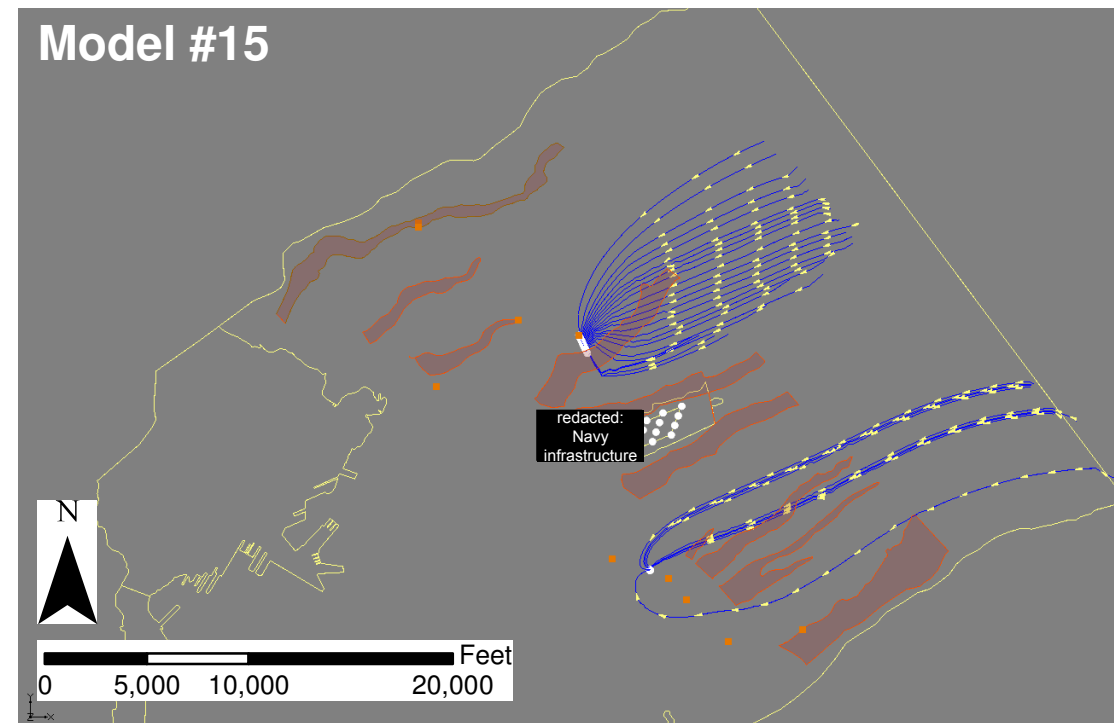 Model #15
redacted:
Navy
infrastructure
N
Feet
0 5,000 10,000 20,000
Y
Z X